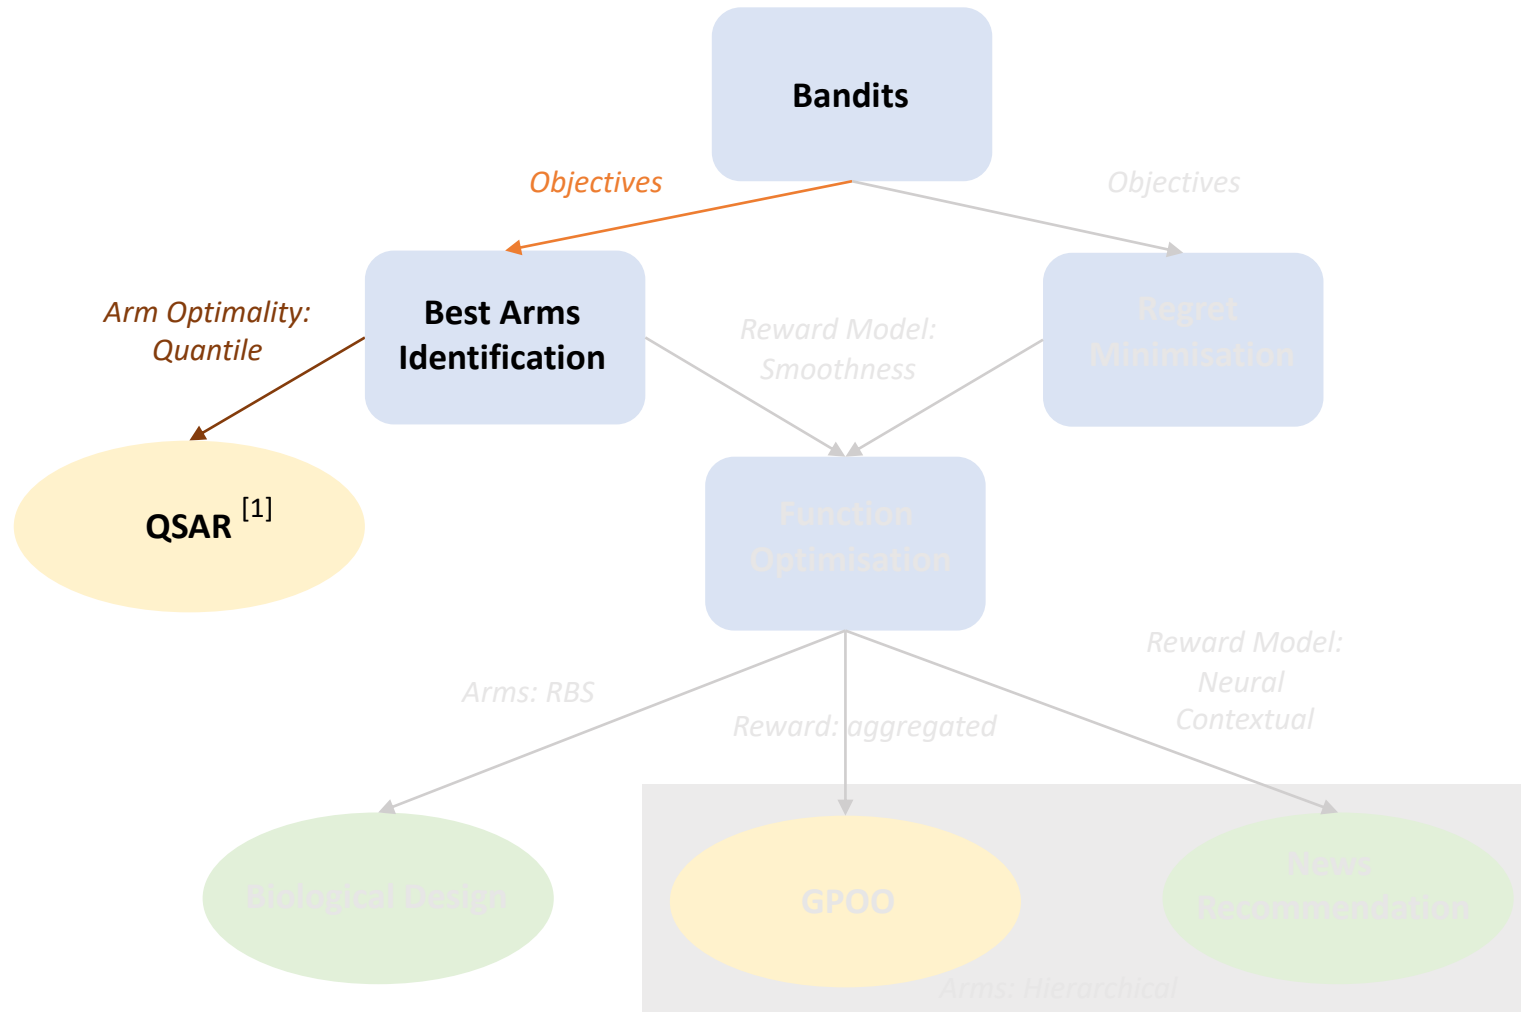 Bandits
Objectives
Objectives
Best Arms
Identification
Arm Optimality:
Quantile
Reward Model:
Smoothness
Regret
Minimisation
QSAR [1]
Function
Optimisation
Arms: RBS
Reward: aggregated
Reward Model:
Neural
Contextual
Biological Design
GPOO
News
Recommendation
Arms: Hierarchical